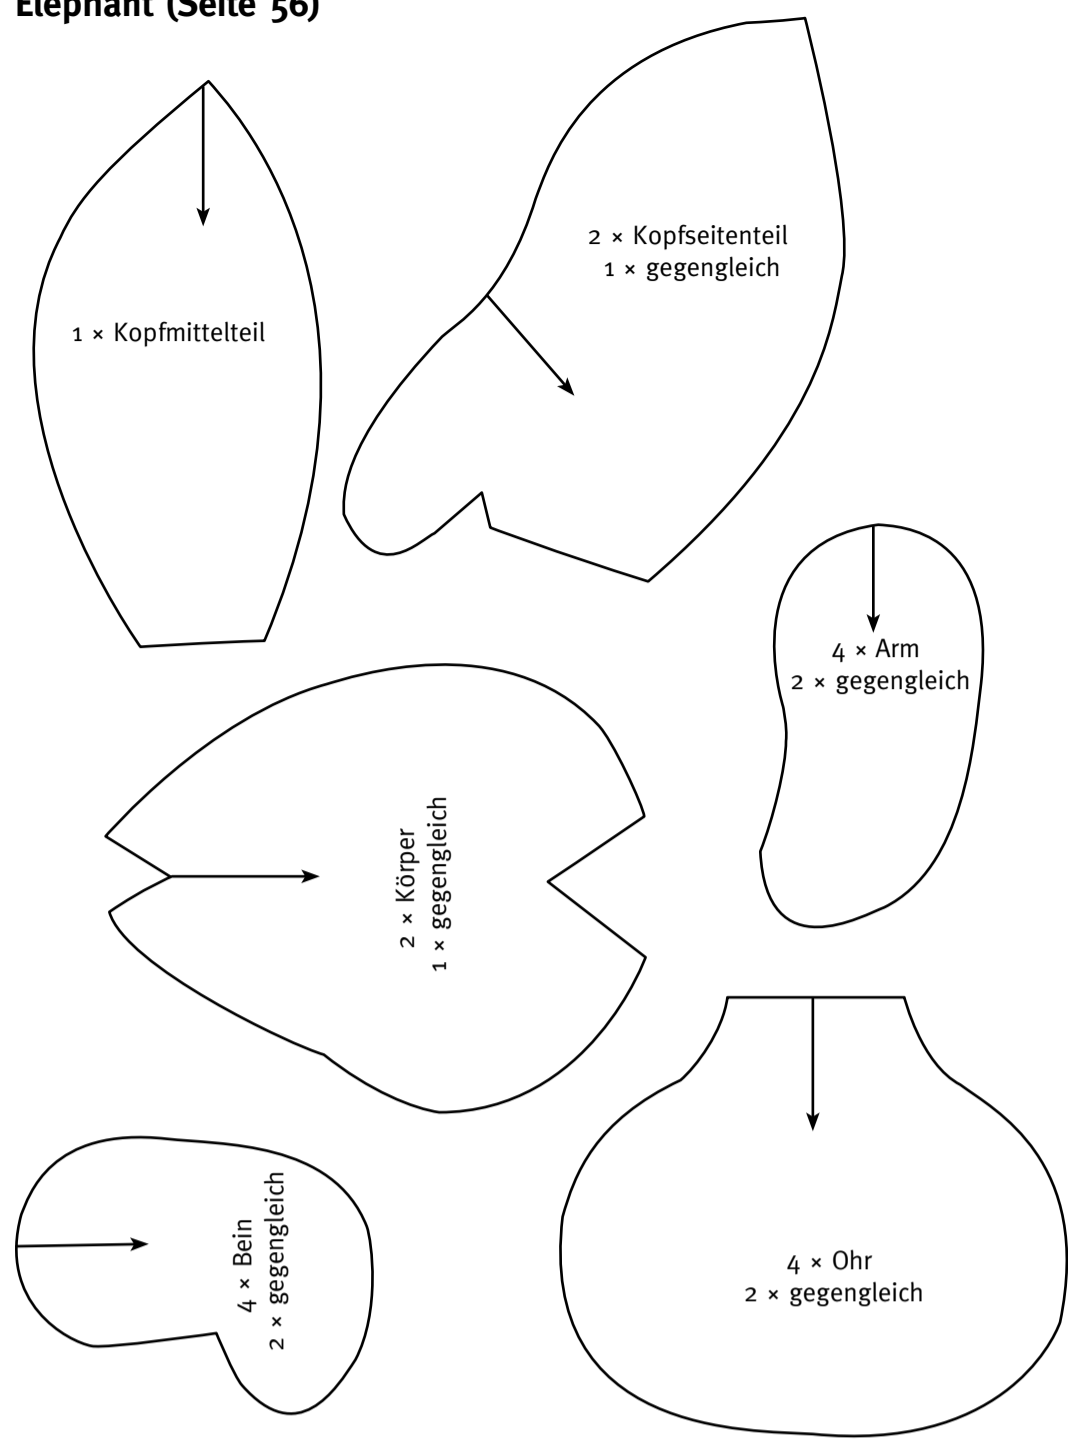 Elephant (Seite 56)
1 × Kopfmittelteil
2 × Kopfseitenteil
1 × gegengleich
4 × Arm
2 × gegengleich
2 × Körper
1 × gegengleich
4 × Bein
2 × gegengleich
4 × Ohr
2 × gegengleich